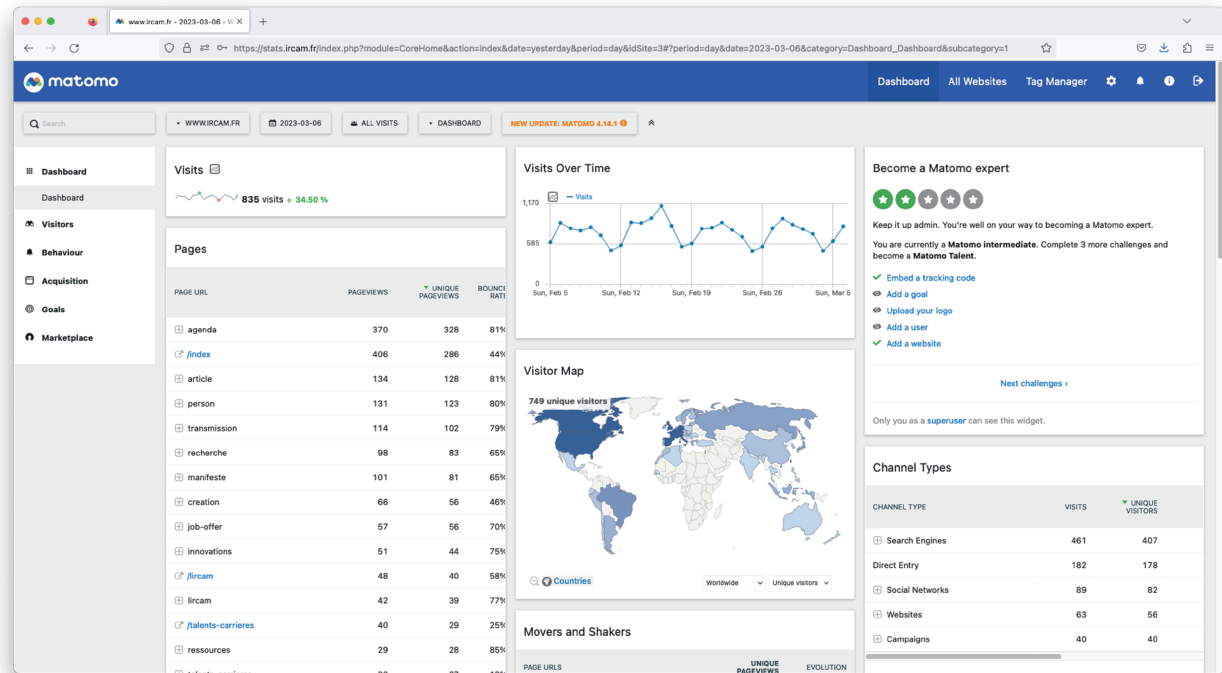 www.ircam.fr - 2023-03-06 - W
https://stats.ircam.fr/index.php?module=CoreHome&action=index&date=yesterday&period=day&idSite=3#?period=day&date=2023-03-06&category=Dashboard_Dashboard&subcategory=1
matomo
Dashboard
All Websites
Tag Manager
Search
WWW.IRCAM.FR
2023-03-06
ALL VISITS
DASHBOARD
NEW UPDATE: MATOMO 4.14.1
Dashboard
Dashboard
Visitors
Behaviour
Acquisition
Goals
Marketplace
Visits
835 visits 34.50 %
Pages
PAGE URL PAGEVIEWS UNIQUE PAGEVIEWS BOUNCE RATE
agenda 370 328 81%
/index 406 286 44%
article 134 128 81%
person 131 123 80%
transmission 114 102 79%
recherche 98 83 65%
manifeste 101 81 65%
creation 66 56 46%
job-offer 57 56 70%
innovations 51 44 75%
/lircam 48 40 58%
lircam 42 39 77%
/talents-carrieres 40 29 25%
ressources 29 28 85%
Visits Over Time
Visits
1,170
585
0
Sun, Feb 5 Sun, Feb 12 Sun, Feb 19 Sun, Feb 26 Sun, Mar 5
Visitor Map
749 unique visitors
Countries
Worldwide
Unique visitors
Movers and Shakers
PAGE URLS UNIQUE PAGEVIEWS EVOLUTION
Become a Matomo expert
Keep it up admin. You're well on your way to becoming a Matomo expert.
You are currently a Matomo intermediate. Complete 3 more challenges and
become a Matomo Talent.
Embed a tracking code
Add a goal
Upload your logo
Add a user
Add a website
Next challenges ›
Only you as a superuser can see this widget.
Channel Types
CHANNEL TYPE VISITS UNIQUE VISITORS
Search Engines 461 407
Direct Entry 182 178
Social Networks 89 82
Websites 63 56
Campaigns 40 40